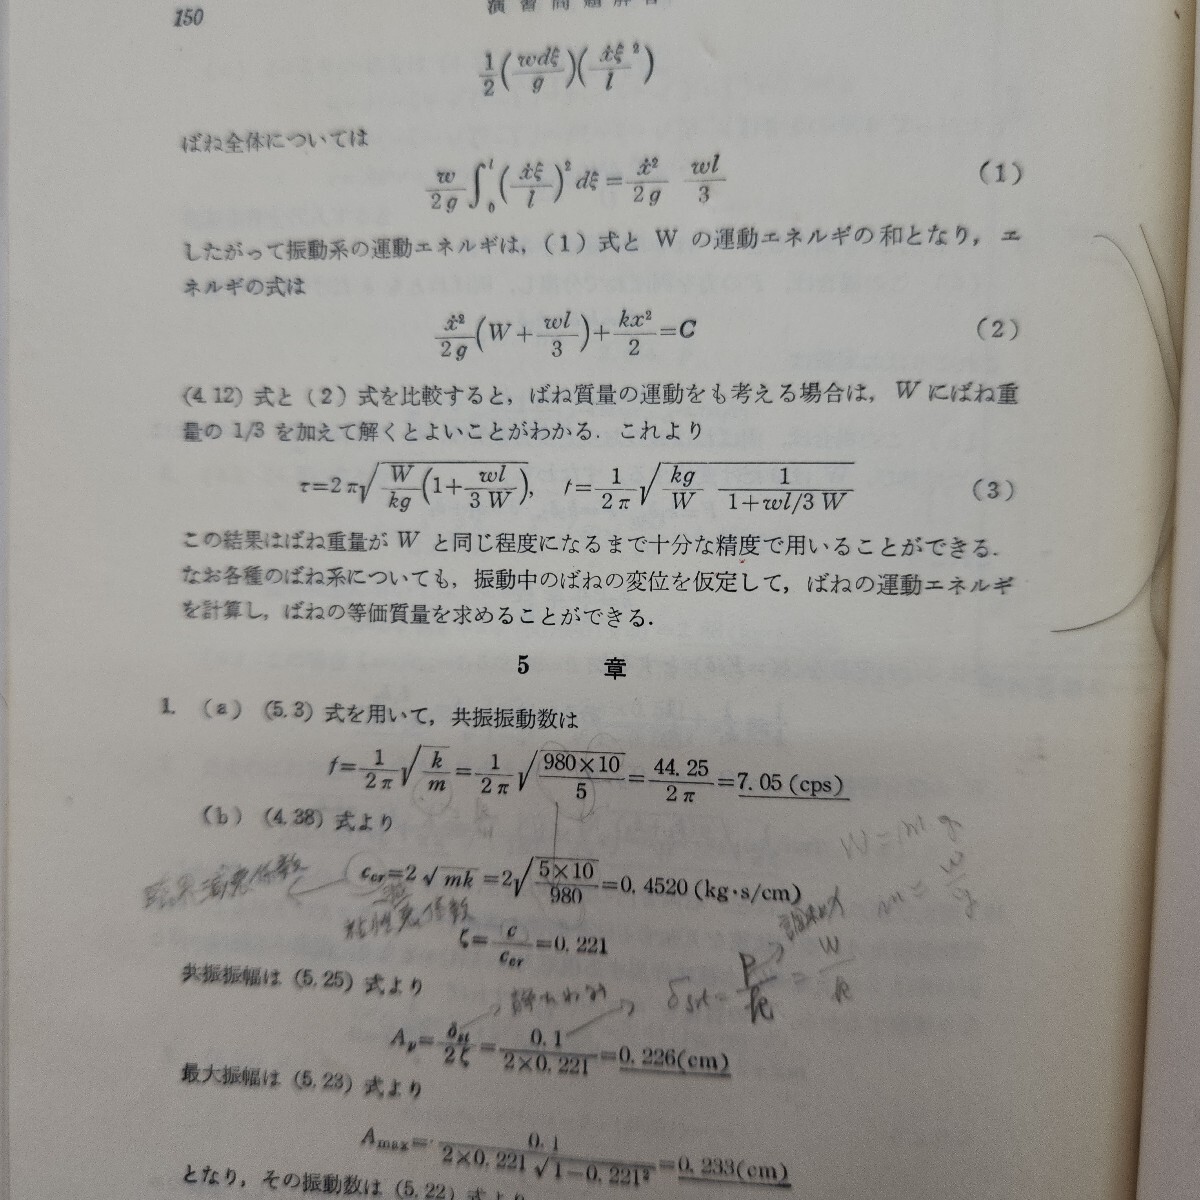 150 演習問題解答
1/2 (wdξ/g)(ẋξ/l ²)
ばね全体については
w/2g ∫₀ˡ (ẋξ/l)² dξ = ẋ²/2g wl/3 (1)
したがって振動系の運動エネルギは，(1)式と W の運動エネルギの和となり，エ
ネルギの式は
ẋ²/2g (W + wl/3) + kx²/2 = C (2)
(4.12) 式と (2) 式を比較すると，ばね質量の運動をも考える場合は，W にばね重
量の 1/3 を加えて解くとよいことがわかる．これより
τ=2π√(W/kg (1+wl/3W)), f=1/2π √(kg/W 1/1+wl/3W) (3)
この結果はばね重量が W と同じ程度になるまで十分な精度で用いることができる．
なお各種のばね系についても，振動中のばねの変位を仮定して，ばねの運動エネルギ
を計算し，ばねの等価質量を求めることができる．
5 章
1. (a) (5.3) 式を用いて，共振振動数は
f=1/2π √(k/m) = 1/2π √(980×10/5) = 44.25/2π = 7.05 (cps)
(b) (4.38) 式より
W=mg
m=W/g
臨界減衰係数
c_cr=2√mk =2√(5×10/980)=0.4520 (kg·s/cm)
ζ=c/c_cr=0.221
共振振幅は (5.25) 式より
δst=P/k=W/k
A_p=δ_st/2ζ=0.1/2×0.221=0.226(cm)
最大振幅は (5.23) 式より
A_max=0.1/2×0.221√1−0.221²=0.233(cm)
となり，その振動数は (5.22) 式より